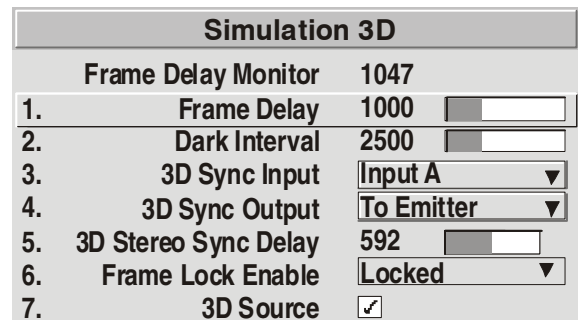 Simulation 3D
Frame Delay Monitor 1047
1. Frame Delay 1000
2. Dark Interval 2500
3. 3D Sync Input Input A
4. 3D Sync Output To Emitter
5. 3D Stereo Sync Delay 592
6. Frame Lock Enable Locked
7. 3D Source